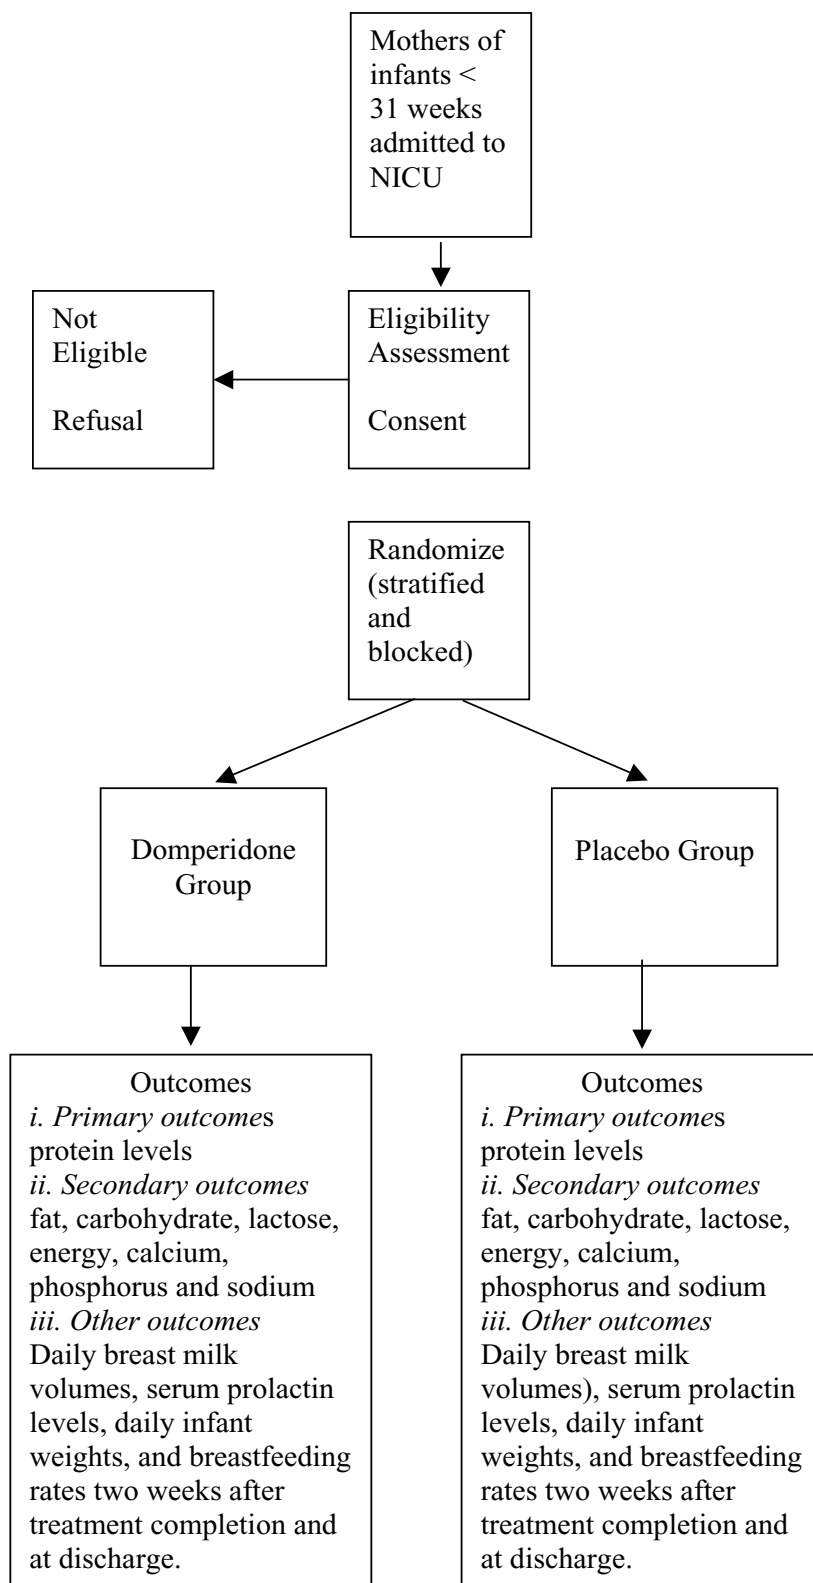 Mothers of
infants <
31 weeks
admitted to
NICU
Not
Eligible
Refusal
Eligibility
Assessment
Consent
Randomize
(stratified
and
blocked)
Domperidone
Group
Placebo Group
Outcomes
i. Primary outcomes
protein levels
ii. Secondary outcomes
fat, carbohydrate, lactose,
energy, calcium,
phosphorus and sodium
iii. Other outcomes
Daily breast milk
volumes, serum prolactin
levels, daily infant
weights, and breastfeeding
rates two weeks after
treatment completion and
at discharge.
Outcomes
i. Primary outcomes
protein levels
ii. Secondary outcomes
fat, carbohydrate, lactose,
energy, calcium,
phosphorus and sodium
iii. Other outcomes
Daily breast milk
volumes), serum prolactin
levels, daily infant
weights, and breastfeeding
rates two weeks after
treatment completion and
at discharge.